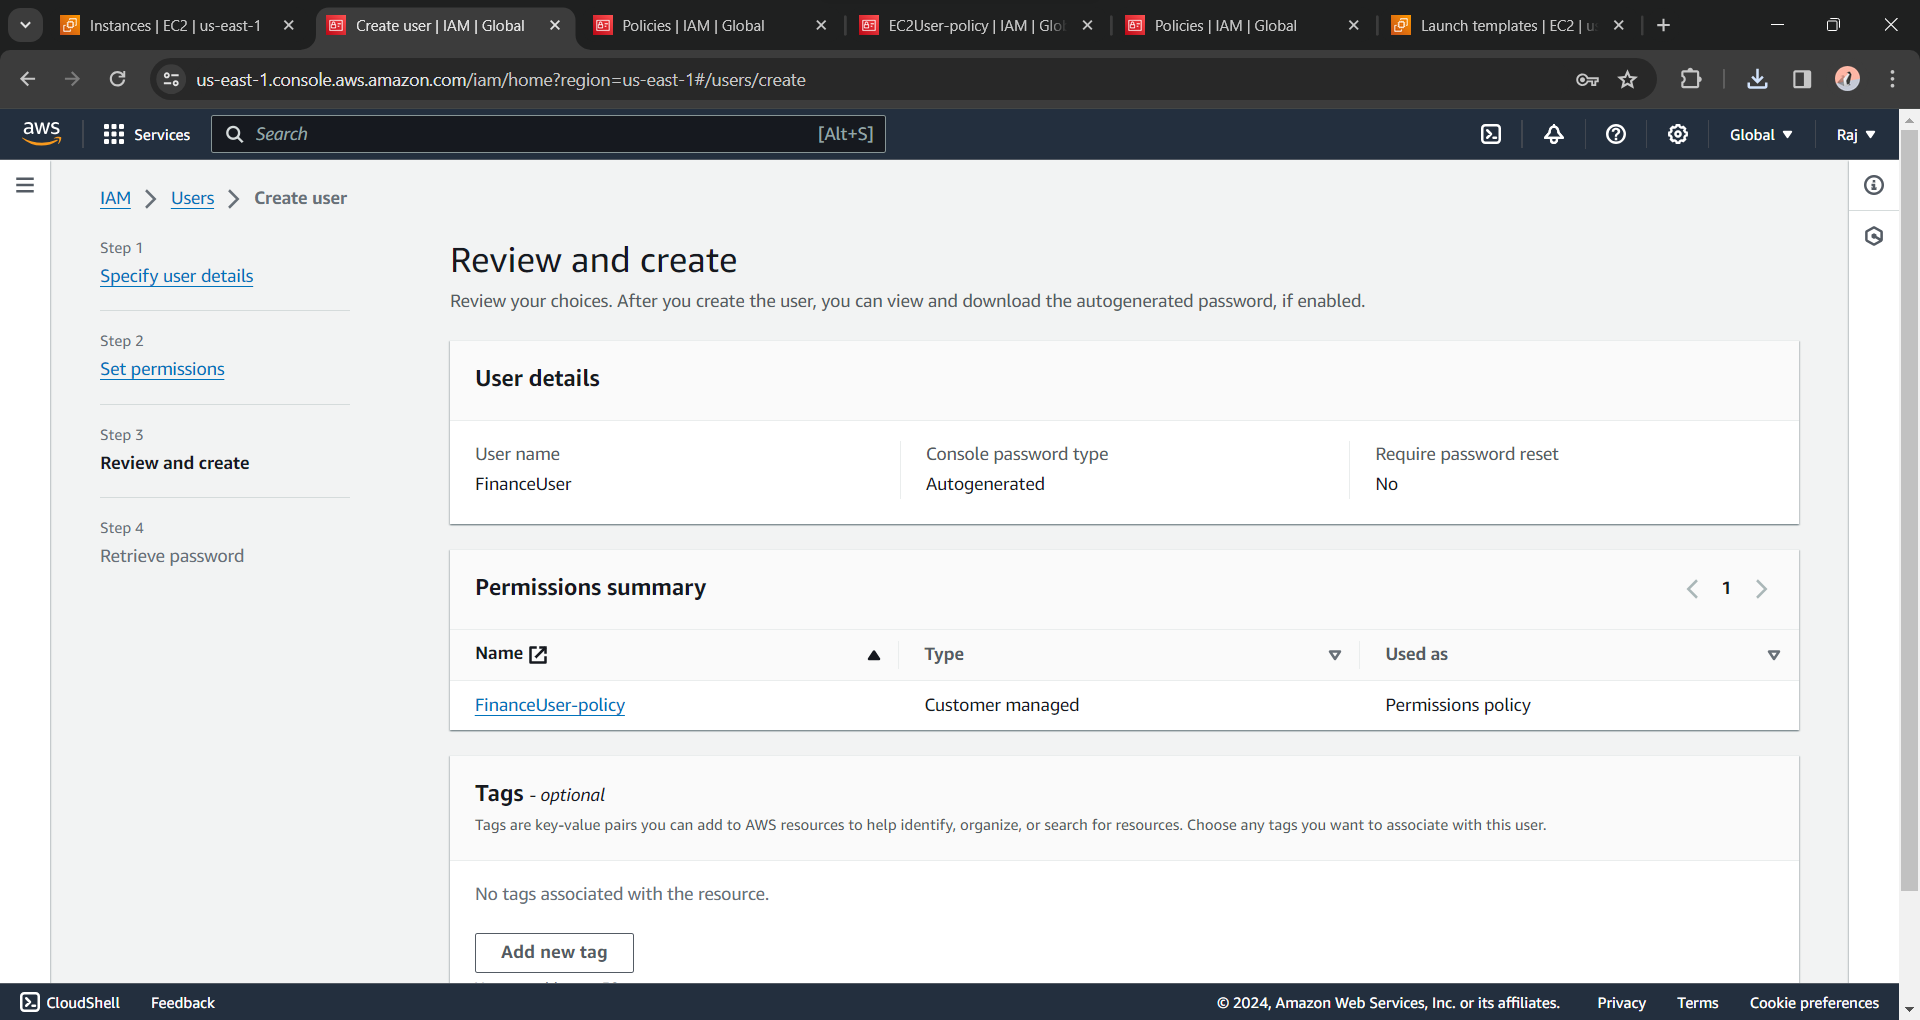 Instances | EC2 | us-east-1
Create user | IAM | Global
Policies | IAM | Global
EC2User-policy | IAM | Glo
Policies | IAM | Global
Launch templates | EC2 | u
us-east-1.console.aws.amazon.com/iam/home?region=us-east-1#/users/create
aws
Services
Search
[Alt+S]
Global
Raj
IAM
Users
Create user
Step 1
Specify user details
Step 2
Set permissions
Step 3
Review and create
Step 4
Retrieve password
Review and create
Review your choices. After you create the user, you can view and download the autogenerated password, if enabled.
User details
User name
FinanceUser
Console password type
Autogenerated
Require password reset
No
Permissions summary
1
Name
Type
Used as
FinanceUser-policy
Customer managed
Permissions policy
Tags - optional
Tags are key-value pairs you can add to AWS resources to help identify, organize, or search for resources. Choose any tags you want to associate with this user.
No tags associated with the resource.
Add new tag
CloudShell
Feedback
© 2024, Amazon Web Services, Inc. or its affiliates.
Privacy
Terms
Cookie preferences